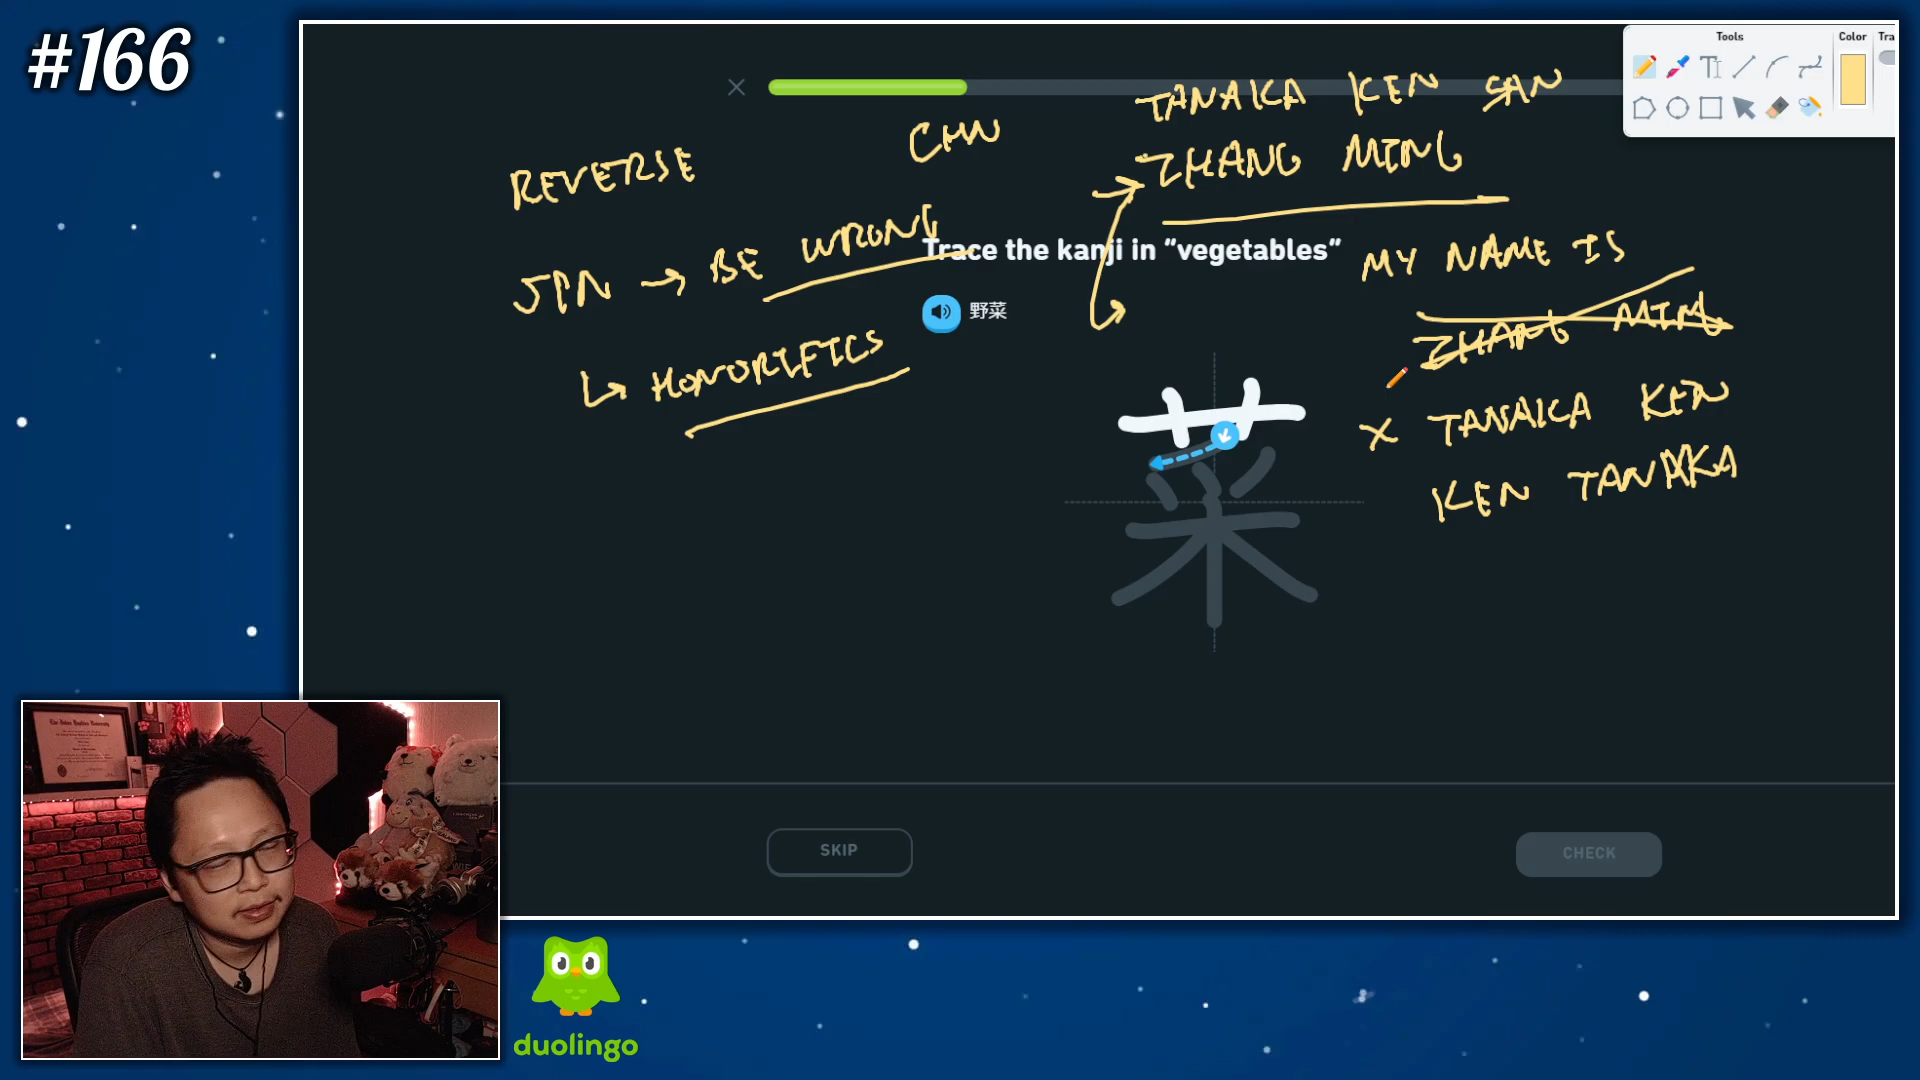 #166
Tools
Color
Tra
TANAKA KEN SAN
CHN
ZHANG MING
REVERSE
Trace the kanji in “vegetables”
MY NAME IS
JPN → BE WRONG
野菜
ZHANG MING
HONORIFICS
X TANAKA KEN
KEN TANAKA
菜
SKIP
CHECK
duolingo